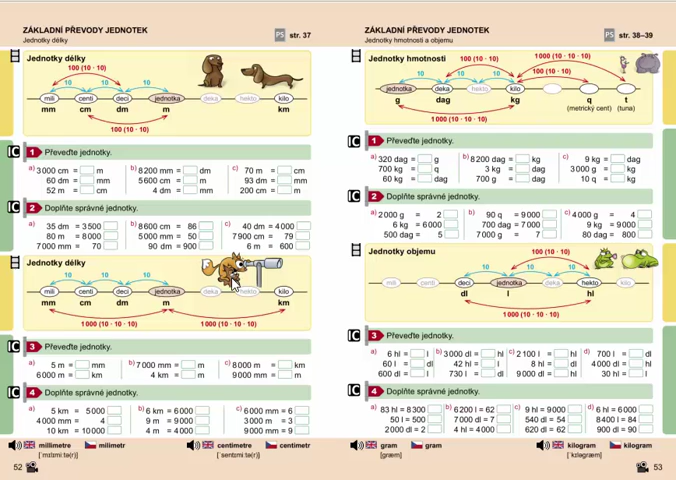 ZÁKLADNÍ PŘEVODY JEDNOTEK
Jednotky délky
PS str. 37
Jednotky délky
100 (10 · 10)
10 10 10
mili centi deci jednotka deka hekto kilo
mm cm dm m km
100 (10 · 10)
1 Převeďte jednotky.
a) 3 000 cm = m b) 8 200 mm = dm c) 70 m = cm
60 dm = mm 5 600 cm = m 93 dm = mm
52 m = cm 4 dm = mm 200 cm = m
2 Doplňte správné jednotky.
a) 35 dm = 3 500 b) 8 600 cm = 86 c) 40 dm = 4 000
80 m = 8 000 5 000 mm = 50 7 900 cm = 79
7 000 mm = 70 90 dm = 900 6 m = 600
Jednotky délky
10 10 10
mili centi deci jednotka deka hekto kilo
mm cm dm m km
1 000 (10 · 10 · 10) 1 000 (10 · 10 · 10)
3 Převeďte jednotky.
a) 5 m = mm b) 7 000 mm = m c) 8 000 m = km
6 000 m = km 4 km = m 9 000 mm = m
4 Doplňte správné jednotky.
a) 5 km = 5 000 b) 6 km = 6 000 c) 6 000 mm = 6
4 000 mm = 4 9 m = 9 000 3 000 m = 3
10 km = 10 000 4 m = 4 000 9 000 mm = 9
millimetre milimetr centimetre centimetr
[ˈmɪlɪmiːtə(r)] [ˈsentɪmiːtə(r)]
52
ZÁKLADNÍ PŘEVODY JEDNOTEK
Jednotky hmotnosti a objemu
PS str. 38–39
Jednotky hmotnosti
1 000 (10 · 10 · 10)
100 (10 · 10) 100 (10 · 10)
10 10 10
jednotka deka hekto kilo
g dag kg q t
(metrický cent) (tuna)
1 000 (10 · 10 · 10)
1 Převeďte jednotky.
a) 320 dag = g b) 8 200 dag = kg c) 9 kg = dag
700 kg = q 3 kg = dag 3 000 g = kg
60 kg = dag 700 g = dag 10 q = kg
2 Doplňte správné jednotky.
a) 2 000 g = 2 b) 90 q = 9 000 c) 4 000 g = 4
6 kg = 6 000 700 dag = 7 000 9 kg = 9 000
500 dag = 5 7 000 g = 7 80 dag = 800
Jednotky objemu
100 (10 · 10)
10 10 10
mili centi deci jednotka deka hekto kilo
dl l hl
1 000 (10 · 10 · 10)
3 Převeďte jednotky.
a) 6 hl = l b) 3 000 dl = hl c) 2 100 l = hl d) 700 l = dl
60 l = dl 42 hl = l 8 hl = dl 4 000 dl = hl
600 dl = l 730 l = dl 9 000 dl = hl 30 hl = l
4 Doplňte správné jednotky.
a) 83 hl = 8 300 b) 6 200 l = 62 c) 9 hl = 9 000 d) 6 hl = 6 000
50 l = 500 7 000 dl = 7 540 dl = 54 8 400 l = 84
2 000 dl = 2 4 hl = 4 000 620 dl = 62 900 dl = 90
gram gram kilogram kilogram
[græm] [ˈkɪləgræm]
53